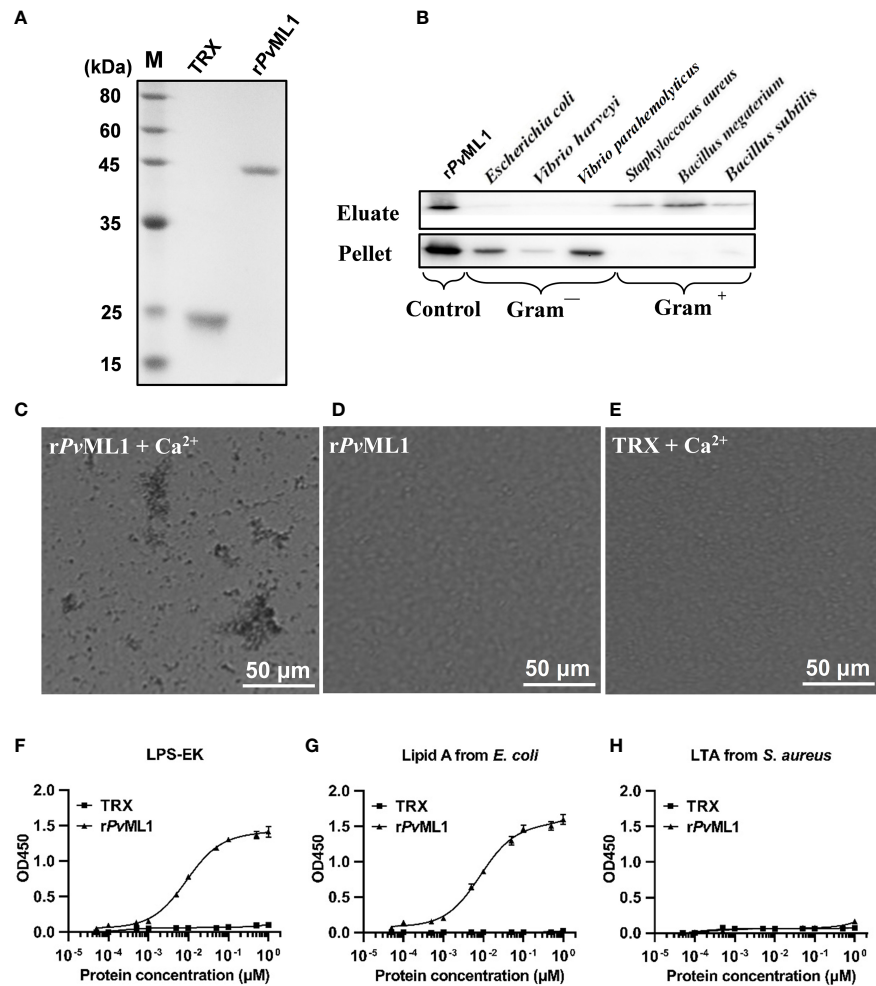 A
(kDa)
M
TRX
rPvML1
80
60
45
35
25
15
B
rPvML1
Escherichia coli
Vibrio harveyi
Vibrio parahemolyticus
Staphyloccocus aureus
Bacillus megaterium
Bacillus subtilis
Eluate
Pellet
Control
Gram—
Gram +
C
rPvML1 + Ca²⁺
50 μm
D
rPvML1
50 μm
E
TRX + Ca²⁺
50 μm
F
LPS-EK
TRX
rPvML1
OD450
2.0
1.5
1.0
0.5
0.0
10⁻⁵ 10⁻⁴ 10⁻³ 10⁻² 10⁻¹ 10⁰
Protein concentration (μM)
G
Lipid A from E. coli
TRX
rPvML1
OD450
2.0
1.5
1.0
0.5
0.0
10⁻⁵ 10⁻⁴ 10⁻³ 10⁻² 10⁻¹ 10⁰
Protein concentration (μM)
H
LTA from S. aureus
TRX
rPvML1
OD450
2.0
1.5
1.0
0.5
0.0
10⁻⁵ 10⁻⁴ 10⁻³ 10⁻² 10⁻¹ 10⁰
Protein concentration (μM)